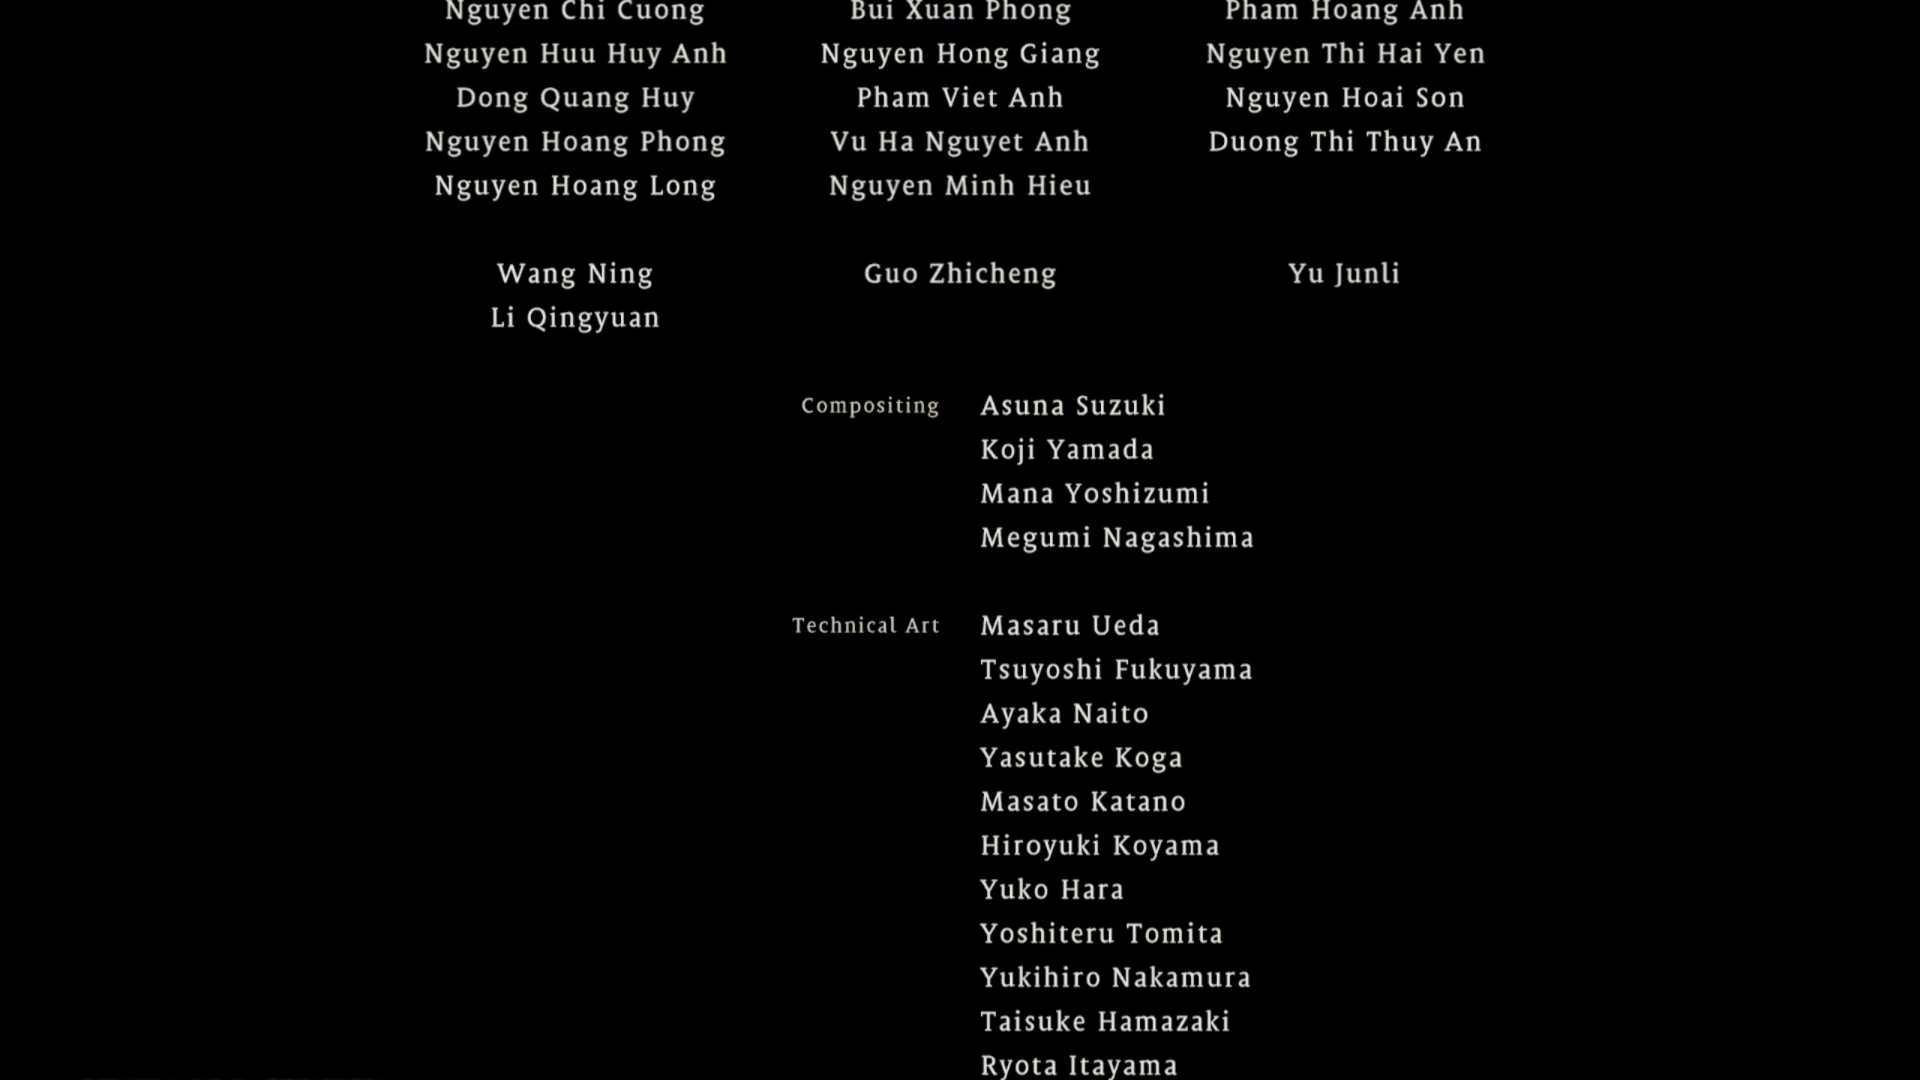 Nguyen Chi Cuong Bui Xuan Phong Pham Hoang Anh
Nguyen Huu Huy Anh Nguyen Hong Giang Nguyen Thi Hai Yen
Dong Quang Huy Pham Viet Anh Nguyen Hoai Son
Nguyen Hoang Phong Vu Ha Nguyet Anh Duong Thi Thuy An
Nguyen Hoang Long Nguyen Minh Hieu
Wang Ning Guo Zhicheng Yu Junli
Li Qingyuan
Compositing Asuna Suzuki
Koji Yamada
Mana Yoshizumi
Megumi Nagashima
Technical Art Masaru Ueda
Tsuyoshi Fukuyama
Ayaka Naito
Yasutake Koga
Masato Katano
Hiroyuki Koyama
Yuko Hara
Yoshiteru Tomita
Yukihiro Nakamura
Taisuke Hamazaki
Ryota Itayama